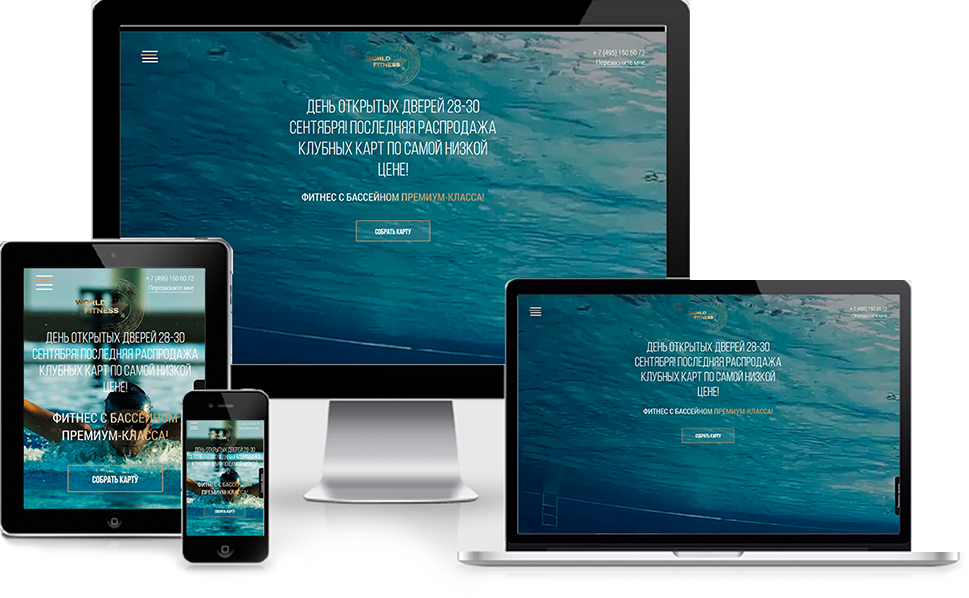 WORLD
FITNESS
+ 7 (495) 150 60 72
Перезвоните мне
ДЕНЬ ОТКРЫТЫХ ДВЕРЕЙ 28-30
СЕНТЯБРЯ! ПОСЛЕДНЯЯ РАСПРОДАЖА
КЛУБНЫХ КАРТ ПО САМОЙ НИЗКОЙ
ЦЕНЕ!
ФИТНЕС С БАССЕЙНОМ ПРЕМИУМ-КЛАССА!
СОБРАТЬ КАРТУ
+ 7 (495) 150 60 72
Перезвоните мне
WORLD
FITNESS
ДЕНЬ ОТКРЫТЫХ ДВЕРЕЙ 28-30
СЕНТЯБРЯ! ПОСЛЕДНЯЯ РАСПРОДАЖА
КЛУБНЫХ КАРТ ПО САМОЙ НИЗКОЙ
ЦЕНЕ!
ФИТНЕС С БАССЕЙНОМ
ПРЕМИУМ-КЛАССА!
СОБРАТЬ КАРТУ
WORLD
FITNESS
+ 7 (495) 150 60 72
Перезвоните мне
ДЕНЬ ОТКРЫТЫХ ДВЕРЕЙ 28-30
СЕНТЯБРЯ! ПОСЛЕДНЯЯ РАСПРОДАЖА
КЛУБНЫХ КАРТ ПО САМОЙ НИЗКОЙ
ЦЕНЕ!
ФИТНЕС С БАССЕЙНОМ ПРЕМИУМ-КЛАССА!
СОБРАТЬ КАРТУ
ДЕНЬ ОТКРЫТЫХ ДВЕРЕЙ 28-30
СЕНТЯБРЯ! ПОСЛЕДНЯЯ РАСПРОДАЖА
КЛУБНЫХ КАРТ ПО САМОЙ НИЗКОЙ
ФИТНЕС С БАССЕЙНОМ
ПРЕМИУМ-КЛАССА!
СОБРАТЬ КАРТУ